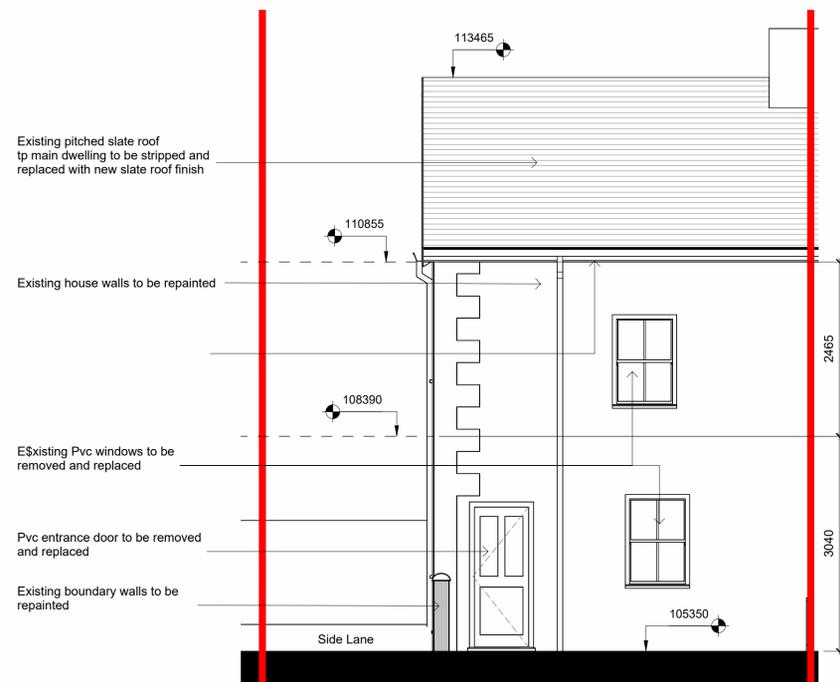 113465
Existing pitched slate roof
tp main dwelling to be stripped and
replaced with new slate roof finish
110855
Existing house walls to be repainted
2465
108390
E$xisting Pvc windows to be
removed and replaced
Pvc entrance door to be removed
and replaced
3040
Existing boundary walls to be
repainted
105350
Side Lane